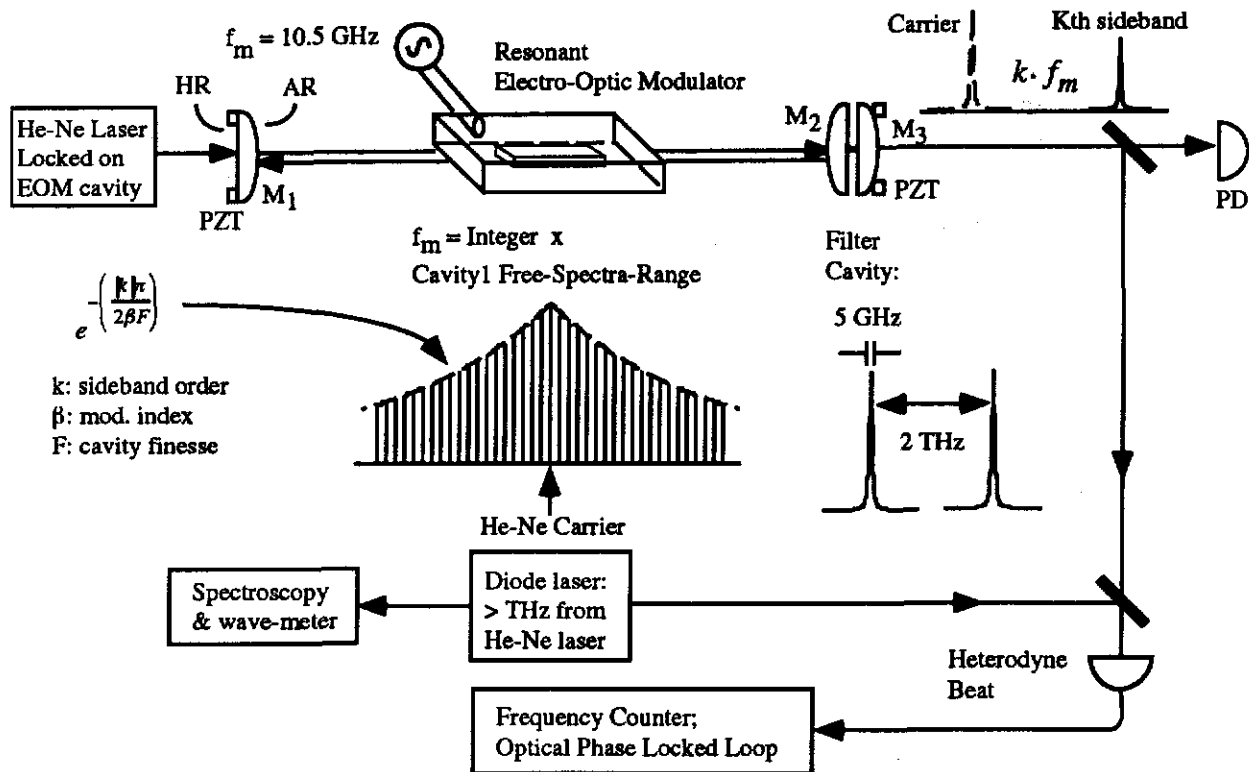 f_m = 10.5 GHz
Resonant
Electro-Optic Modulator
Carrier
Kth sideband
k · f_m
HR
AR
He-Ne Laser
Locked on
EOM cavity
M_1
PZT
M_2
M_3
PZT
PD
f_m = Integer x
Cavity1 Free-Spectra-Range
Filter
Cavity:
5 GHz
2 THz
e^{-(|k|π / 2βF)}
k: sideband order
β: mod. index
F: cavity finesse
He-Ne Carrier
Spectroscopy
& wave-meter
Diode laser:
> THz from
He-Ne laser
Heterodyne
Beat
Frequency Counter;
Optical Phase Locked Loop